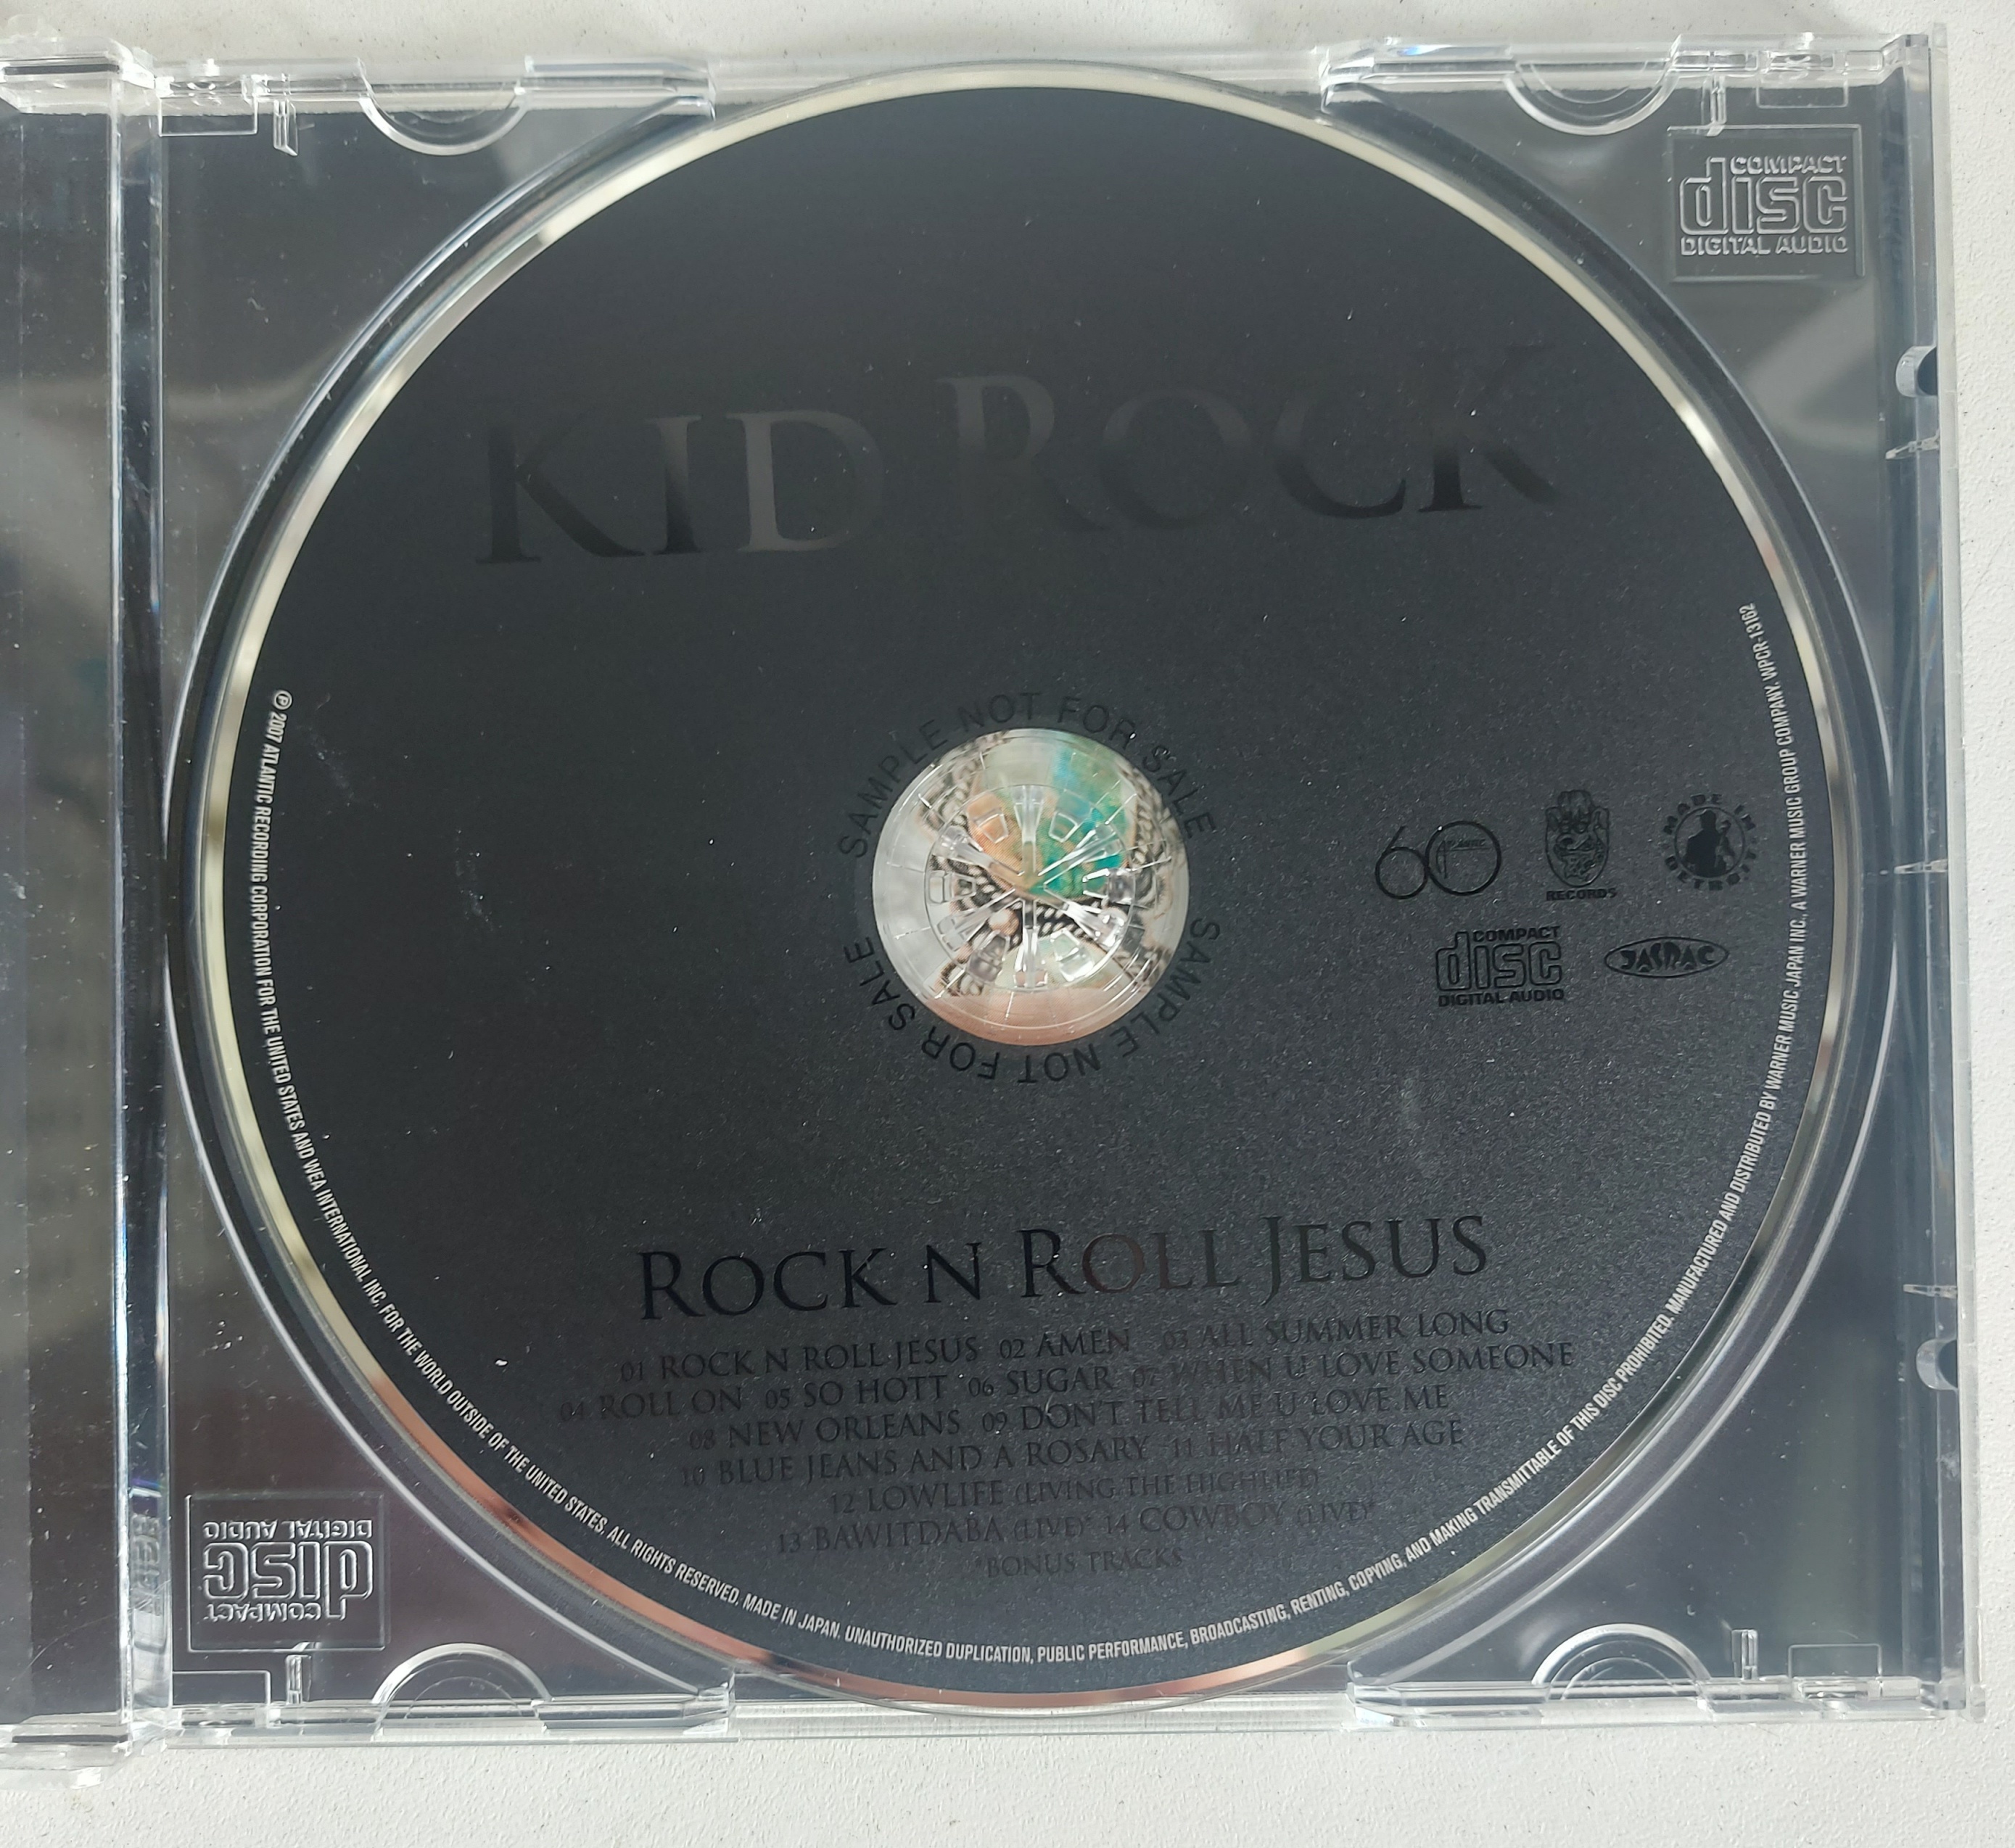 COMPACT
disc
DIGITAL AUDIO
KID ROCK
SAMPLE NOT FOR SALE
SAMPLE NOT FOR SALE
60
RECORDS
MADE IN DETROIT
COMPACT
disc
DIGITAL AUDIO
JASRAC
ROCK N ROLL JESUS
01 ROCK N ROLL JESUS 02 AMEN 03 ALL SUMMER LONG
04 ROLL ON 05 SO HOTT 06 SUGAR 07 WHEN U LOVE SOMEONE
08 NEW ORLEANS 09 DON'T TELL ME U LOVE ME
10 BLUE JEANS AND A ROSARY 11 HALF YOUR AGE
12 LOWLIFE (LIVING THE HIGHLIFE)
13 BAWITDABA (LIVE)* 14 COWBOY (LIVE)*
*BONUS TRACKS
℗ 2007 ATLANTIC RECORDING CORPORATION FOR THE UNITED STATES AND WEA INTERNATIONAL INC. FOR THE WORLD OUTSIDE OF THE UNITED STATES. ALL RIGHTS RESERVED. MADE IN JAPAN. UNAUTHORIZED DUPLICATION, PUBLIC PERFORMANCE, BROADCASTING, RENTING, COPYING, AND MAKING TRANSMITTABLE OF THIS DISC PROHIBITED. MANUFACTURED AND DISTRIBUTED BY WARNER MUSIC JAPAN INC., A WARNER MUSIC GROUP COMPANY. WPCR-13162
COMPACT
disc
DIGITAL AUDIO